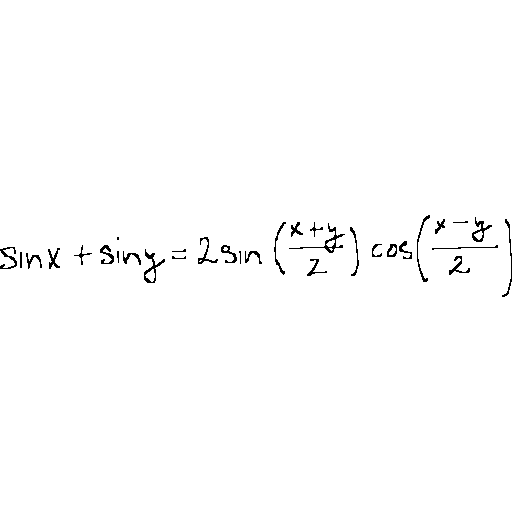 sinx + siny = 2sin ((x+y)/2) cos((x-y)/2)